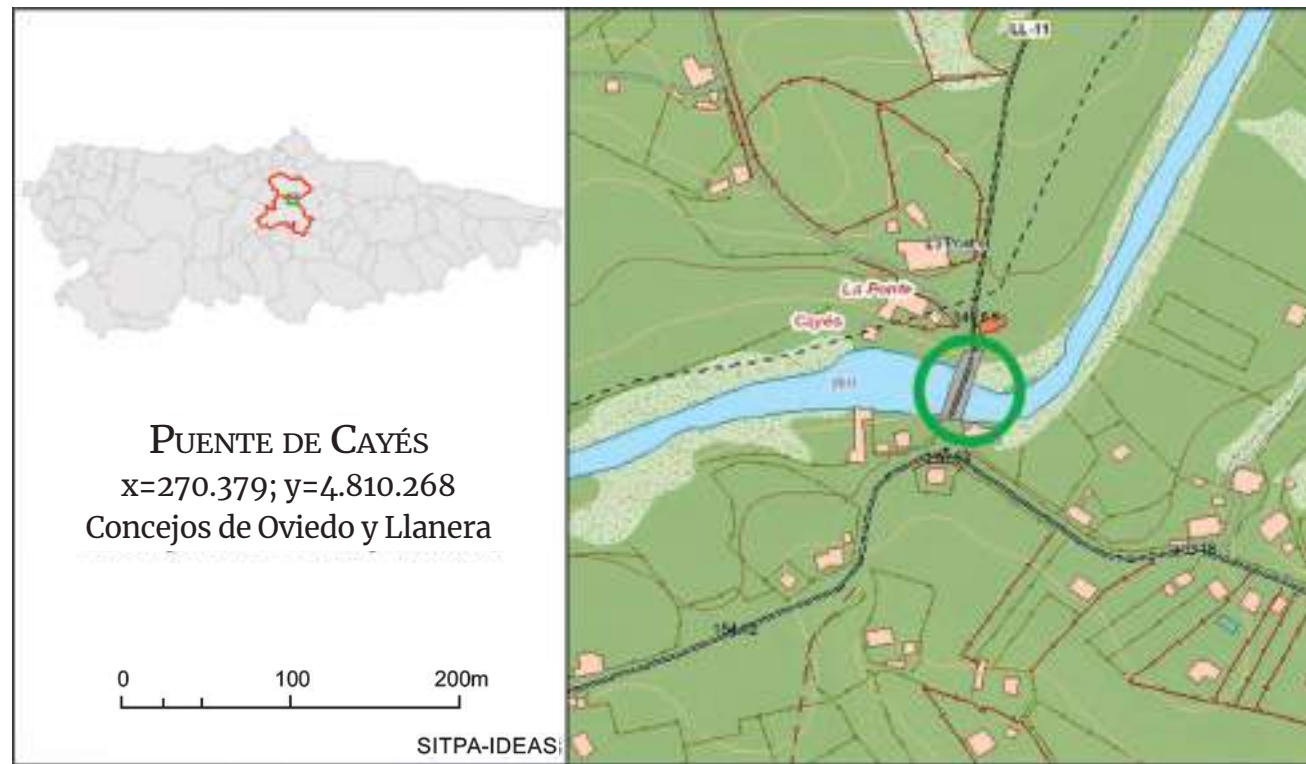 PUENTE DE CAYÉS
x=270.379; y=4.810.268
Concejos de Oviedo y Llanera
0 100 200m
SITPA-IDEAS
LL-11
La Ponte
Cayés